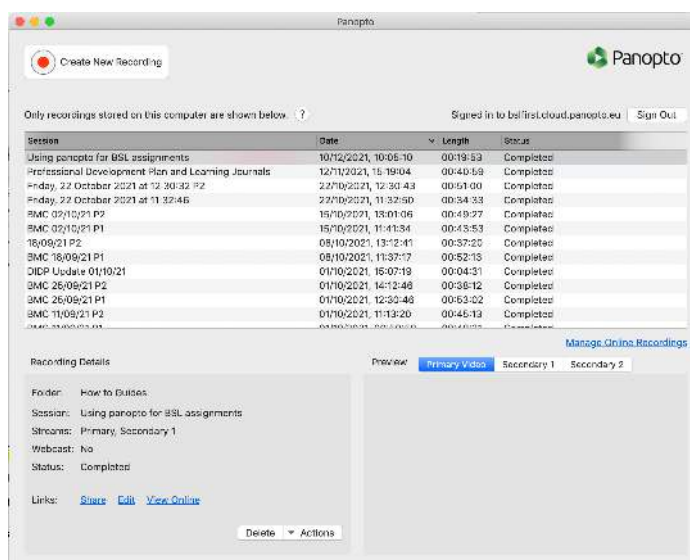 Panopto
Create New Recording
Panopto
Only recordings stored on this computer are shown below. ?
Signed in to bslfirst.cloud.panopto.eu Sign Out
Session Date Length Status
Using panopto for BSL assignments 10/12/2021, 10:05:10 00:19:53 Completed
Professional Development Plan and Learning Journals 12/11/2021, 15:19:04 00:40:59 Completed
Friday, 22 October 2021 at 12:30:32 P2 22/10/2021, 12:30:43 00:51:00 Completed
Friday, 22 October 2021 at 11:32:46 22/10/2021, 11:32:50 00:34:33 Completed
BMC 02/10/21 P2 15/10/2021, 13:01:06 00:49:27 Completed
BMC 02/10/21 P1 15/10/2021, 11:41:34 00:43:53 Completed
18/09/21 P2 08/10/2021, 13:12:41 00:37:20 Completed
BMC 18/09/21 P1 08/10/2021, 11:37:17 00:52:13 Completed
DIDP Update 01/10/21 01/10/2021, 15:07:19 00:04:31 Completed
BMC 25/09/21 P2 01/10/2021, 14:12:46 00:38:12 Completed
BMC 25/09/21 P1 01/10/2021, 12:30:46 00:53:02 Completed
BMC 11/09/21 P2 01/10/2021, 11:13:20 00:45:13 Completed
Manage Online Recordings
Recording Details
Preview Primary Video Secondary 1 Secondary 2
Folder: How to Guides
Session: Using panopto for BSL assignments
Streams: Primary, Secondary 1
Webcast: No
Status: Completed
Links: Share Edit View Online
Delete Actions